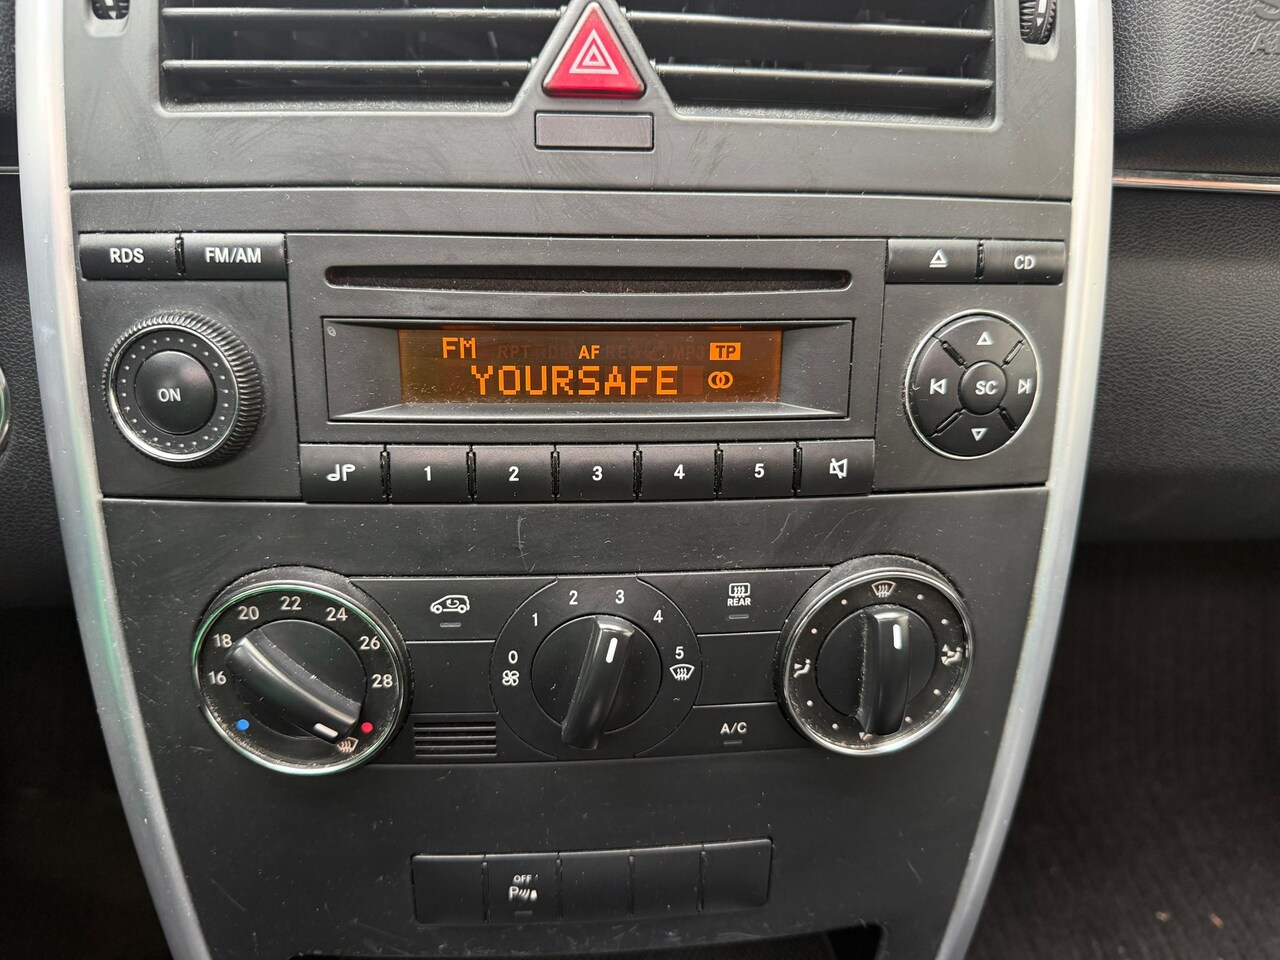 RDS
FM/AM
CD
FM AF TP
YOURSAFE
ON
SC
1 2 3 4 5
16 18 20 22 24 26 28
0 1 2 3 4 5
REAR
A/C
OFF
P